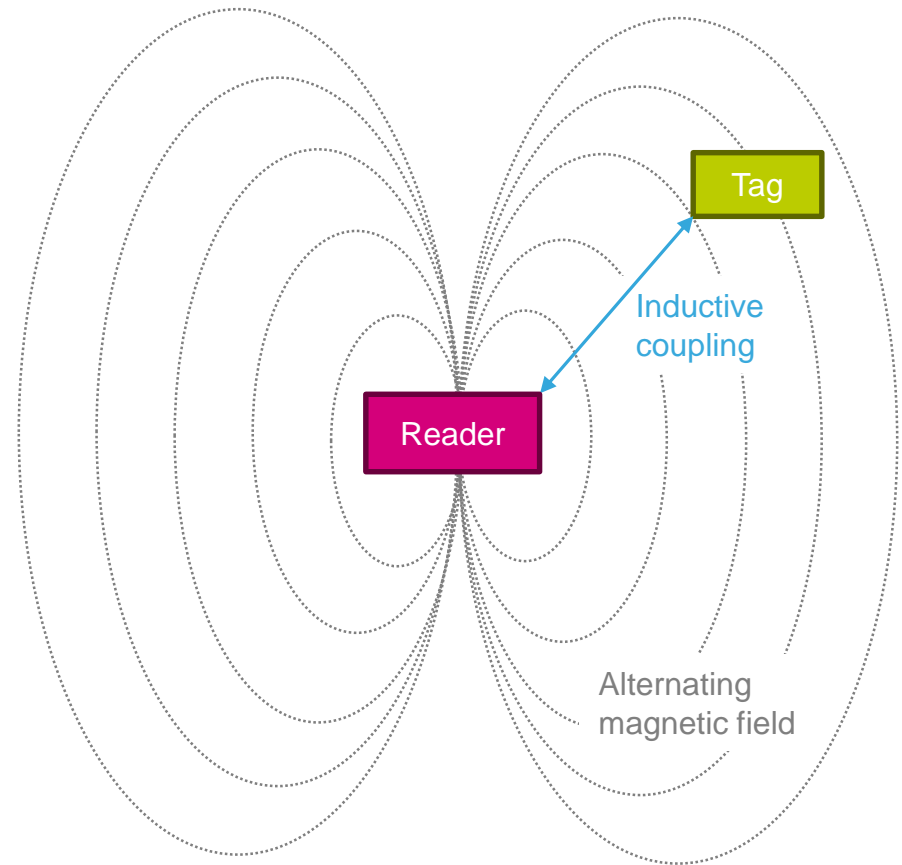 Tag
Inductive
coupling
Reader
Alternating
magnetic field